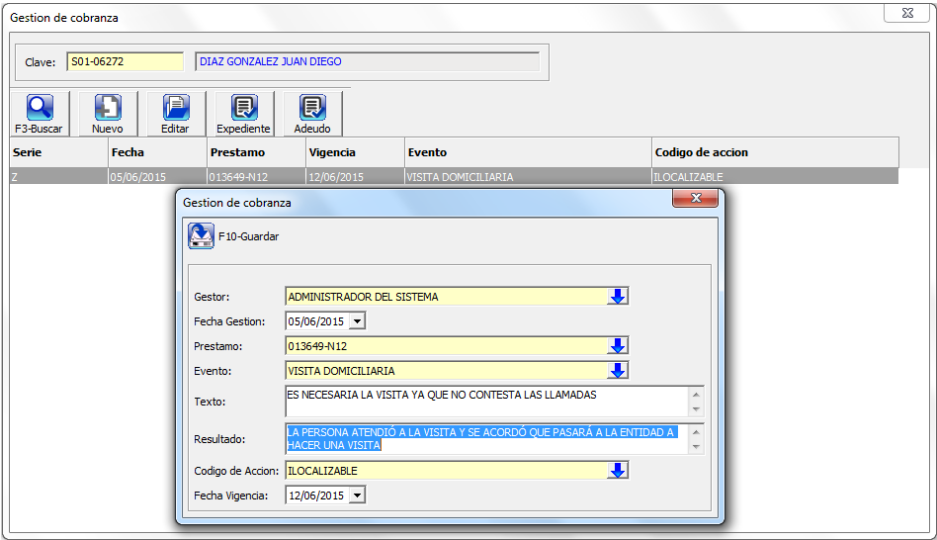 Gestion de cobranza
Clave: S01-06272 DIAZ GONZALEZ JUAN DIEGO
F3-Buscar Nuevo Editar Expediente Adeudo
Serie Fecha Prestamo Vigencia Evento Codigo de accion
Z 05/06/2015 013649-N12 12/06/2015 VISITA DOMICILIARIA ILOCALIZABLE
Gestion de cobranza
F10-Guardar
Gestor: ADMINISTRADOR DEL SISTEMA
Fecha Gestion: 05/06/2015
Prestamo: 013649-N12
Evento: VISITA DOMICILIARIA
Texto: ES NECESARIA LA VISITA YA QUE NO CONTESTA LAS LLAMADAS
Resultado: LA PERSONA ATENDIÓ A LA VISITA Y SE ACORDÓ QUE PASARÁ A LA ENTIDAD A
HACER UNA VISITA
Codigo de Accion: ILOCALIZABLE
Fecha Vigencia: 12/06/2015